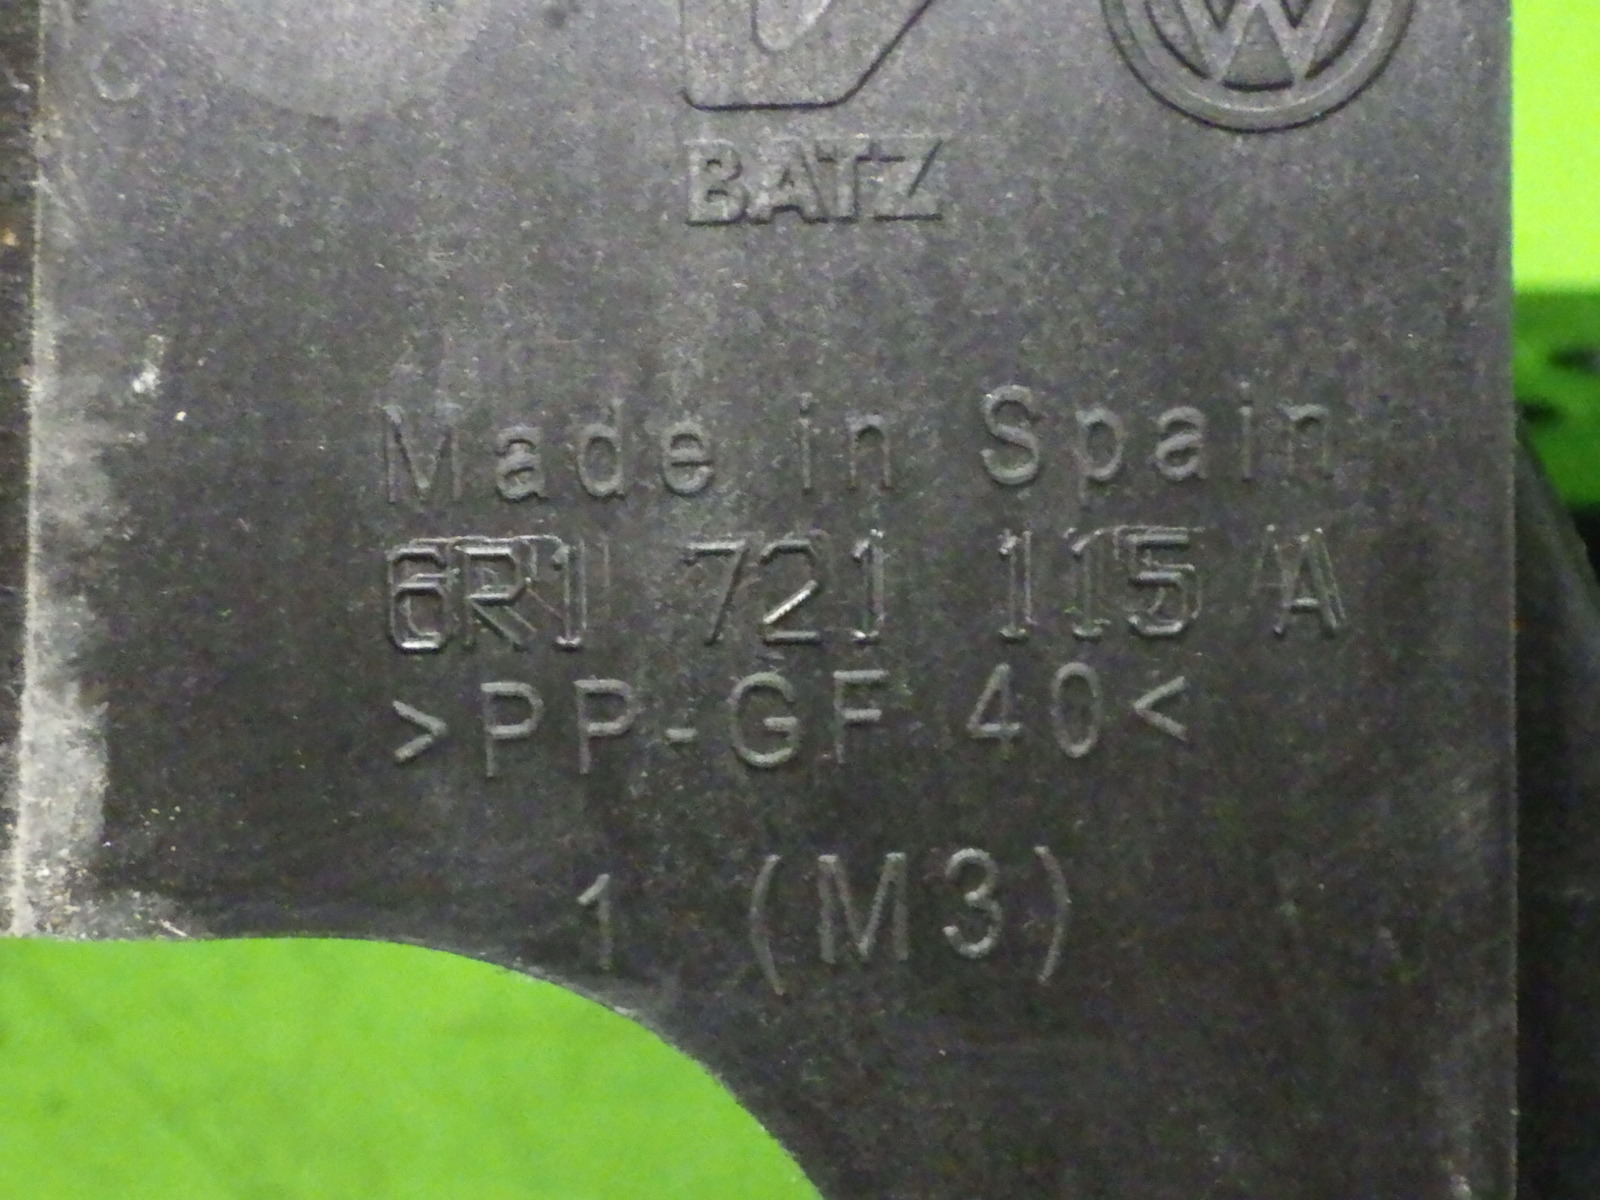 BATZ
Made in Spain
6R1 721 115 A
>PP-GF 40<
1 (M3)